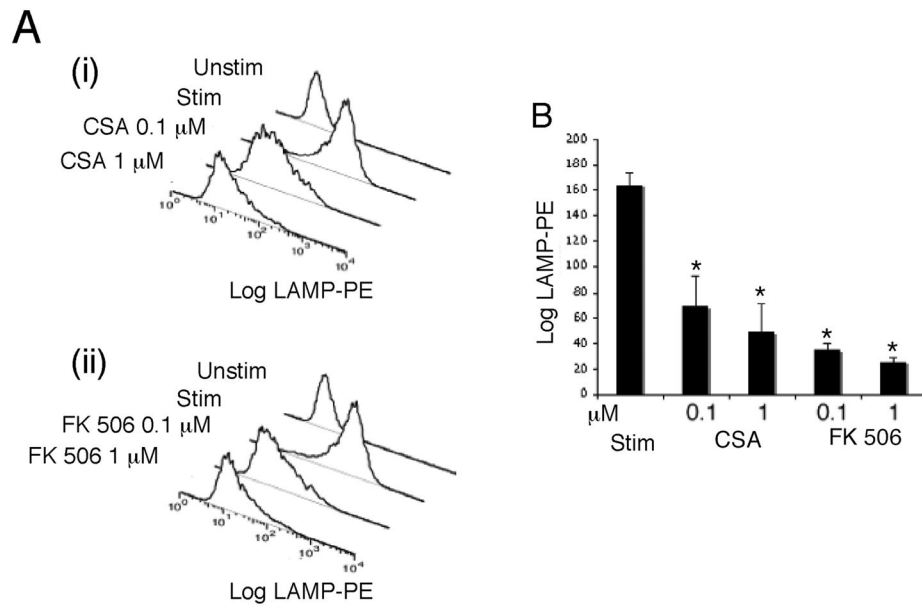 A
(i)
Unstim
Stim
CSA 0.1 μM
CSA 1 μM
10⁰
10¹
10²
10³
10⁴
Log LAMP-PE
(ii)
Unstim
Stim
FK 506 0.1 μM
FK 506 1 μM
10⁰
10¹
10²
10³
10⁴
Log LAMP-PE
B
Log LAMP-PE
200
180
160
140
120
100
80
60
40
20
0
* * * *
μM 0.1 1 0.1 1
Stim CSA FK 506